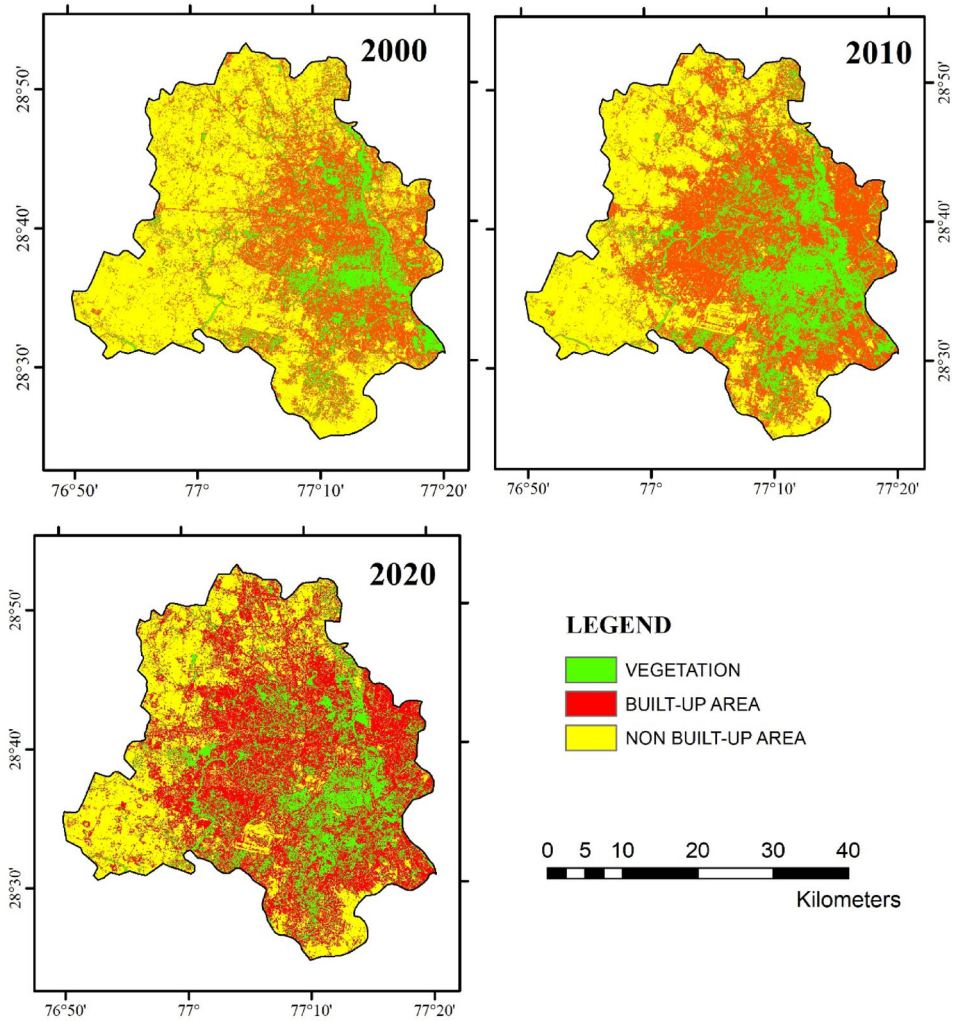 2000
28°50'
28°40'
28°30'
76°50' 77° 77°10' 77°20'
2010
28°50'
28°40'
28°30'
76°50' 77° 77°10' 77°20'
2020
28°50'
28°40'
28°30'
76°50' 77° 77°10' 77°20'
LEGEND
VEGETATION
BUILT-UP AREA
NON BUILT-UP AREA
0 5 10 20 30 40
Kilometers